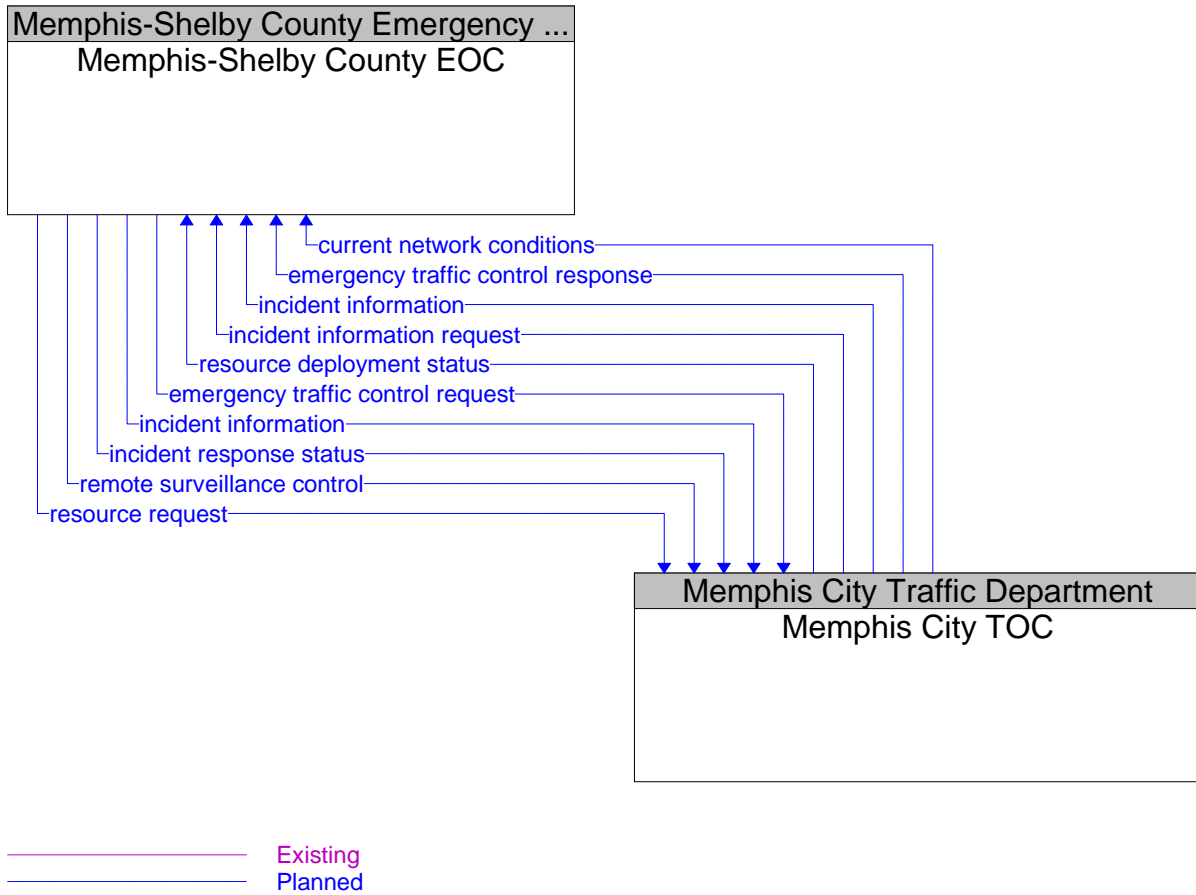 Memphis-Shelby County Emergency ...
Memphis-Shelby County EOC
current network conditions
emergency traffic control response
incident information
incident information request
resource deployment status
emergency traffic control request
incident information
incident response status
remote surveillance control
resource request
Memphis City Traffic Department
Memphis City TOC
Existing
Planned